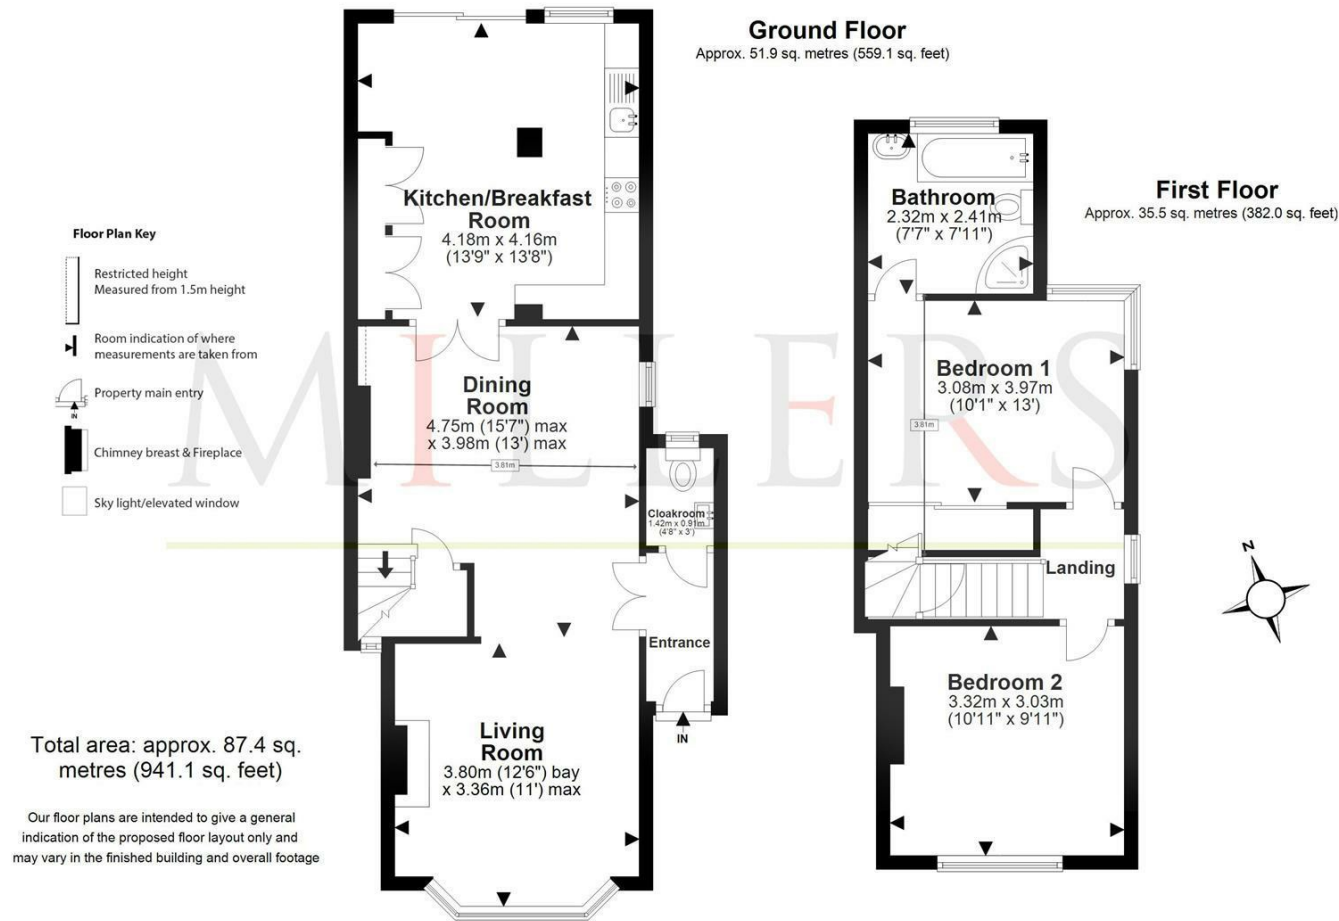 Ground Floor
Approx. 51.9 sq. metres (559.1 sq. feet)
First Floor
Approx. 35.5 sq. metres (382.0 sq. feet)
Kitchen/Breakfast
Room
4.18m x 4.16m
(13'9" x 13'8")
Bathroom
2.32m x 2.41m
(7'7" x 7'11")
Floor Plan Key
Restricted height
Measured from 1.5m height
Room indication of where
measurements are taken from
Property main entry
IN
Chimney breast & Fireplace
Sky light/elevated window
MILLERS
Dining
Room
4.75m (15'7") max
x 3.98m (13') max
3.81m
Bedroom 1
3.08m x 3.97m
(10'1" x 13')
3.81m
Cloakroom
1.42m x 0.91m
(4'8" x 3')
Landing
N
Entrance
IN
Living
Room
3.80m (12'6") bay
x 3.36m (11') max
Bedroom 2
3.32m x 3.03m
(10'11" x 9'11")
Total area: approx. 87.4 sq.
metres (941.1 sq. feet)
Our floor plans are intended to give a general
indication of the proposed floor layout only and
may vary in the finished building and overall footage